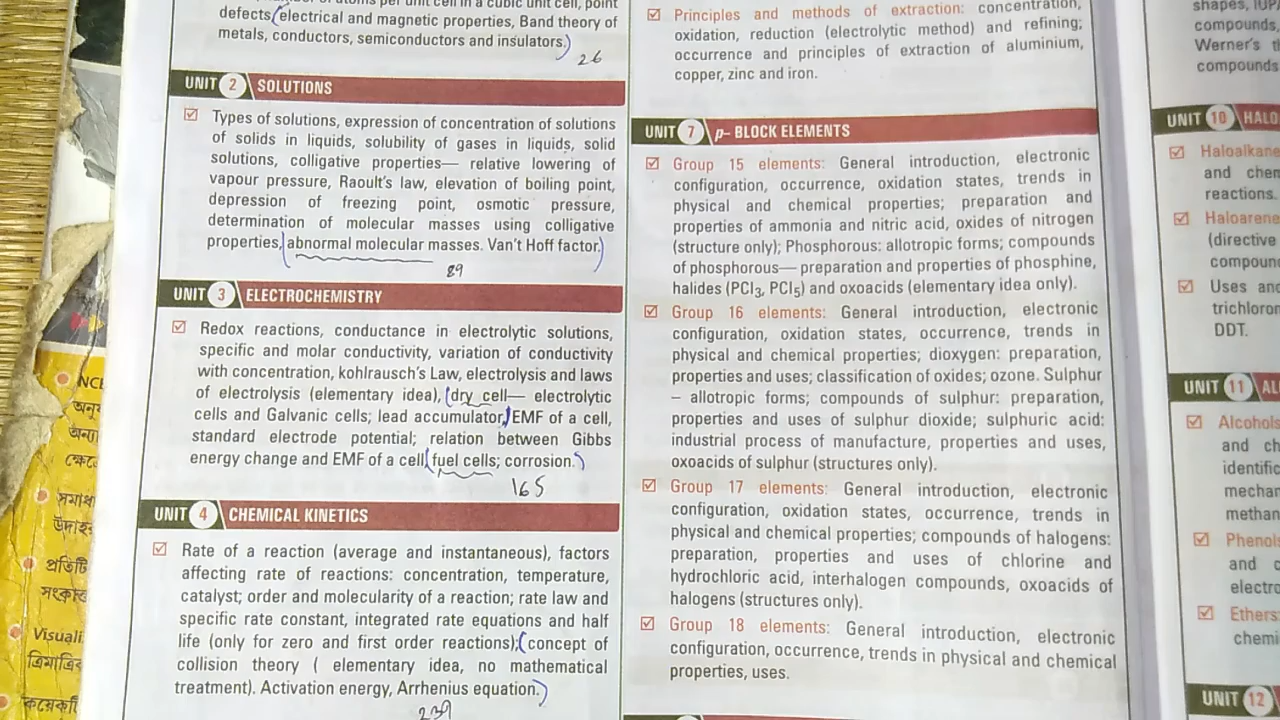 defects, (electrical and magnetic properties, Band theory of
metals, conductors, semiconductors and insulators.)
26
UNIT 2 SOLUTIONS
Types of solutions, expression of concentration of solutions
of solids in liquids, solubility of gases in liquids, solid
solutions, colligative properties— relative lowering of
vapour pressure, Raoult's law, elevation of boiling point,
depression of freezing point, osmotic pressure,
determination of molecular masses using colligative
properties, (abnormal molecular masses. Van't Hoff factor.)
89
UNIT 3 ELECTROCHEMISTRY
Redox reactions, conductance in electrolytic solutions,
specific and molar conductivity, variation of conductivity
with concentration, kohlrausch's Law, electrolysis and laws
of electrolysis (elementary idea), (dry cell— electrolytic
cells and Galvanic cells; lead accumulator,) EMF of a cell,
standard electrode potential; relation between Gibbs
energy change and EMF of a cell, (fuel cells; corrosion.)
165
UNIT 4 CHEMICAL KINETICS
Rate of a reaction (average and instantaneous), factors
affecting rate of reactions: concentration, temperature,
catalyst; order and molecularity of a reaction; rate law and
specific rate constant, integrated rate equations and half
life (only for zero and first order reactions); (concept of
collision theory ( elementary idea, no mathematical
treatment). Activation energy, Arrhenius equation.)
239
Principles and methods of extraction: concentration,
oxidation, reduction (electrolytic method) and refining;
occurrence and principles of extraction of aluminium,
copper, zinc and iron.
UNIT 7 p– BLOCK ELEMENTS
Group 15 elements: General introduction, electronic
configuration, occurrence, oxidation states, trends in
physical and chemical properties; preparation and
properties of ammonia and nitric acid, oxides of nitrogen
(structure only); Phosphorous: allotropic forms; compounds
of phosphorous— preparation and properties of phosphine,
halides (PCl₃, PCl₅) and oxoacids (elementary idea only).
Group 16 elements: General introduction, electronic
configuration, oxidation states, occurrence, trends in
physical and chemical properties; dioxygen: preparation,
properties and uses; classification of oxides; ozone. Sulphur
– allotropic forms; compounds of sulphur: preparation,
properties and uses of sulphur dioxide; sulphuric acid:
industrial process of manufacture, properties and uses,
oxoacids of sulphur (structures only).
Group 17 elements: General introduction, electronic
configuration, oxidation states, occurrence, trends in
physical and chemical properties; compounds of halogens:
preparation, properties and uses of chlorine and
hydrochloric acid, interhalogen compounds, oxoacids of
halogens (structures only).
Group 18 elements: General introduction, electronic
configuration, occurrence, trends in physical and chemical
properties, uses.
shapes,
compounds,
Werner's
compounds
UNIT 10 HALO
Haloalkane
and chem
reactions.
Haloarene
(directive
compoun
Uses and
trichloro
DDT.
UNIT 11 AL
Alcohols
and ch
identific
mechan
methan
Phenols
and
electro
Ethers
chemi
UNIT 12
NCE
Visuali